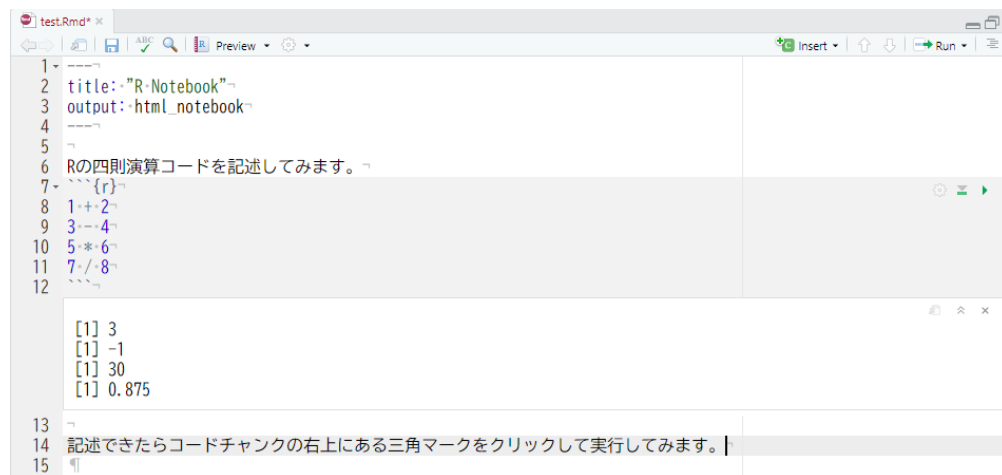 test.Rmd* ×
ABC Preview Insert Run
1 ---
2 title: "R Notebook"
3 output: html_notebook
4 ---
5
6 Rの四則演算コードを記述してみます。
7 ```{r}
8 1 + 2
9 3 - 4
10 5 * 6
11 7 / 8
12 ```
[1] 3
[1] -1
[1] 30
[1] 0.875
13
14 記述できたらコードチャンクの右上にある三角マークをクリックして実行してみます。
15